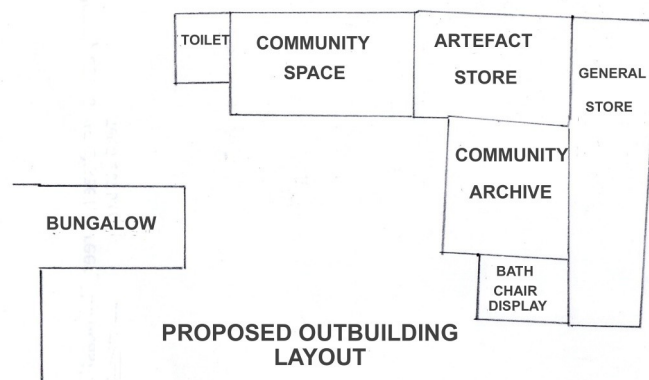 TOILET
COMMUNITY
SPACE
ARTEFACT
STORE
GENERAL
STORE
COMMUNITY
ARCHIVE
BUNGALOW
BATH
CHAIR
DISPLAY
PROPOSED OUTBUILDING
LAYOUT